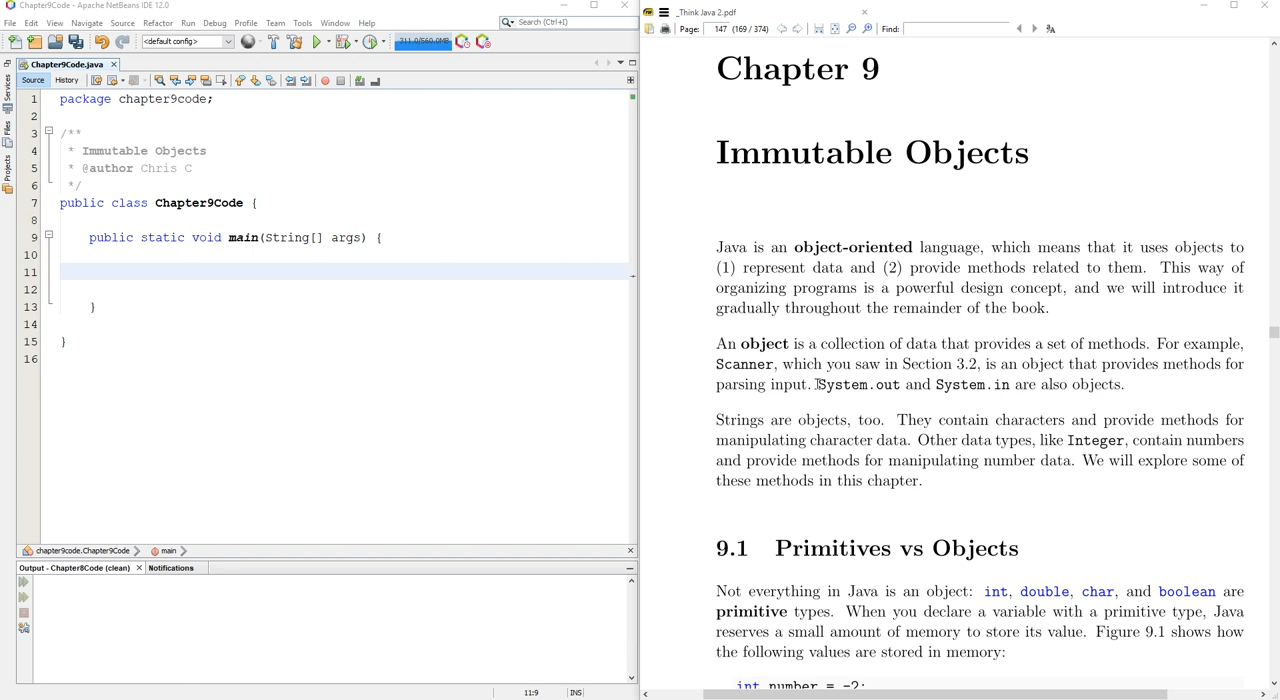 Chapter9Code - Apache NetBeans IDE 12.0
File Edit View Navigate Source Refactor Run Debug Profile Team Tools Window Help
Search (Ctrl+I)
<default config>
311.0/560.0MB
Chapter9Code.java
Source History
Services
Files
Projects
1 package chapter9code;
2
3 /**
4 * Immutable Objects
5 * @author Chris C
6 */
7 public class Chapter9Code {
8
9 public static void main(String[] args) {
10
11
12
13 }
14
15 }
16
chapter9code.Chapter9Code main
Output - Chapter8Code (clean) Notifications
11:9 INS
_Think Java 2.pdf
Page: 147 (169 / 374) Find:
Chapter 9
Immutable Objects
Java is an object-oriented language, which means that it uses objects to
(1) represent data and (2) provide methods related to them. This way of
organizing programs is a powerful design concept, and we will introduce it
gradually throughout the remainder of the book.
An object is a collection of data that provides a set of methods. For example,
Scanner, which you saw in Section 3.2, is an object that provides methods for
parsing input. System.out and System.in are also objects.
Strings are objects, too. They contain characters and provide methods for
manipulating character data. Other data types, like Integer, contain numbers
and provide methods for manipulating number data. We will explore some of
these methods in this chapter.
9.1 Primitives vs Objects
Not everything in Java is an object: int, double, char, and boolean are
primitive types. When you declare a variable with a primitive type, Java
reserves a small amount of memory to store its value. Figure 9.1 shows how
the following values are stored in memory:
int number = -2;